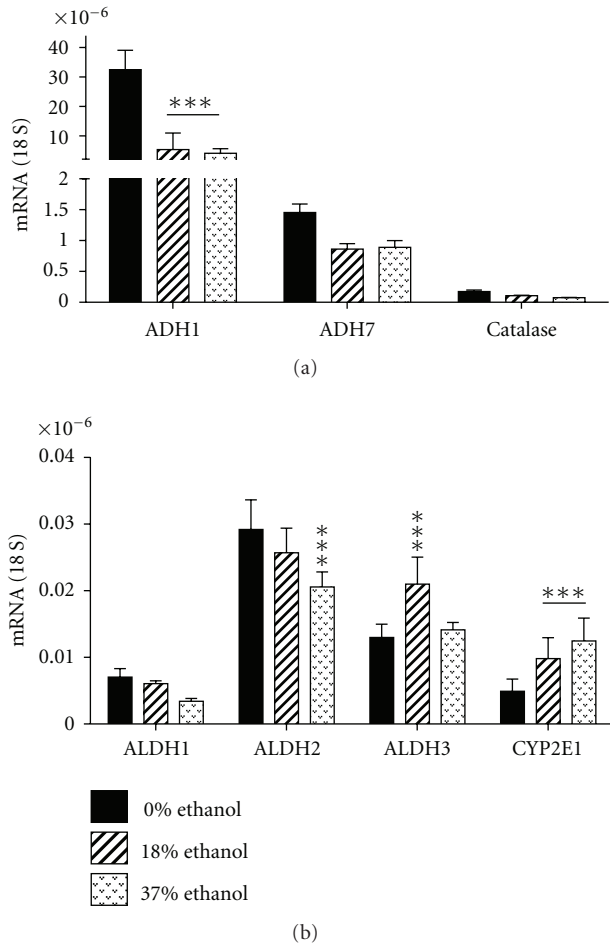 ×10⁻⁶
40
30
20
10
2
1.5
1
0.5
0
mRNA (18 S)
***
ADH1 ADH7 Catalase
(a)
×10⁻⁶
0.04
0.03
0.02
0.01
0
mRNA (18 S)
***
***
***
ALDH1 ALDH2 ALDH3 CYP2E1
0% ethanol
18% ethanol
37% ethanol
(b)